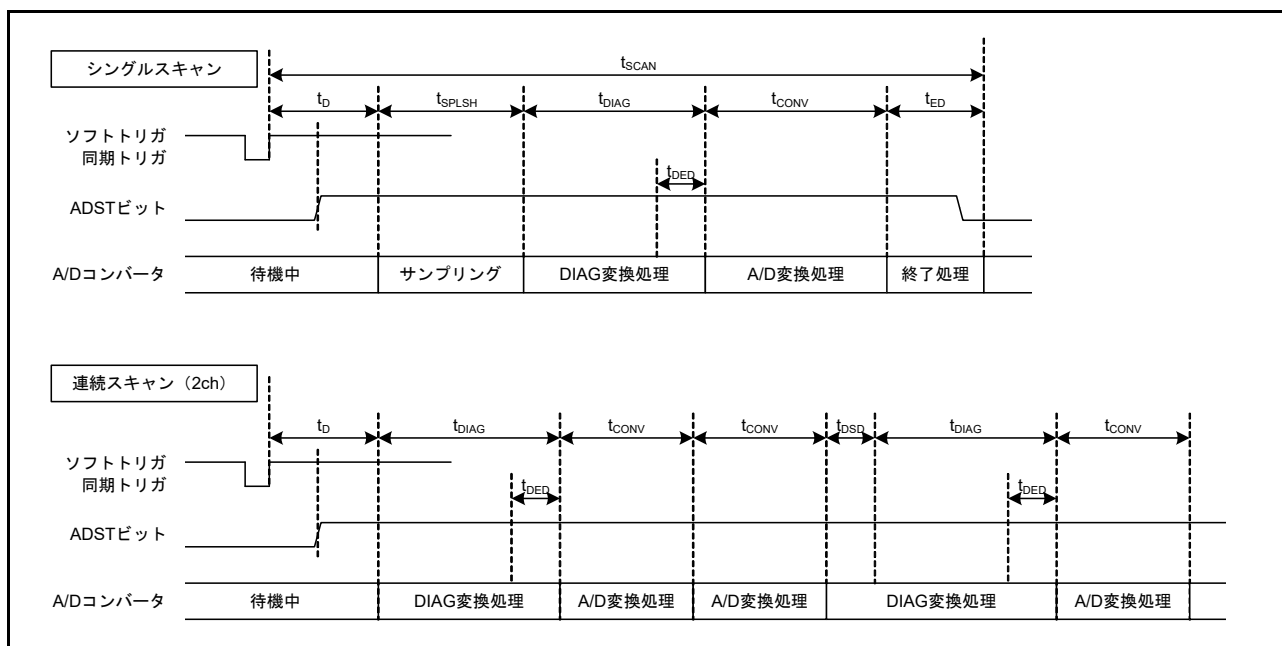 シングルスキャン
tSCAN
tD tSPLSH tDIAG tCONV tED
ソフトトリガ
同期トリガ
tDED
ADSTビット
A/Dコンバータ 待機中 サンプリング DIAG変換処理 A/D変換処理 終了処理
連続スキャン（2ch）
tD tDIAG tCONV tCONV tDSD tDIAG tCONV
ソフトトリガ
同期トリガ
tDED tDED
ADSTビット
A/Dコンバータ 待機中 DIAG変換処理 A/D変換処理 A/D変換処理 DIAG変換処理 A/D変換処理